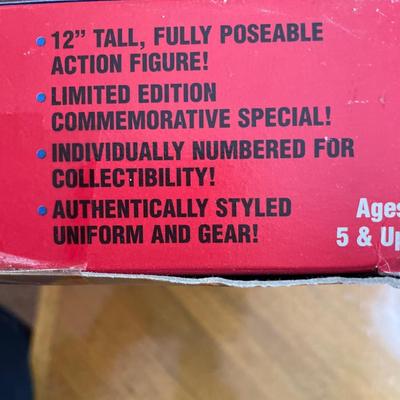 • 12” TALL, FULLY POSEABLE
ACTION FIGURE!
• LIMITED EDITION
COMMEMORATIVE SPECIAL!
• INDIVIDUALLY NUMBERED FOR
COLLECTIBILITY!
• AUTHENTICALLY STYLED
UNIFORM AND GEAR!
Ages
5 & Up